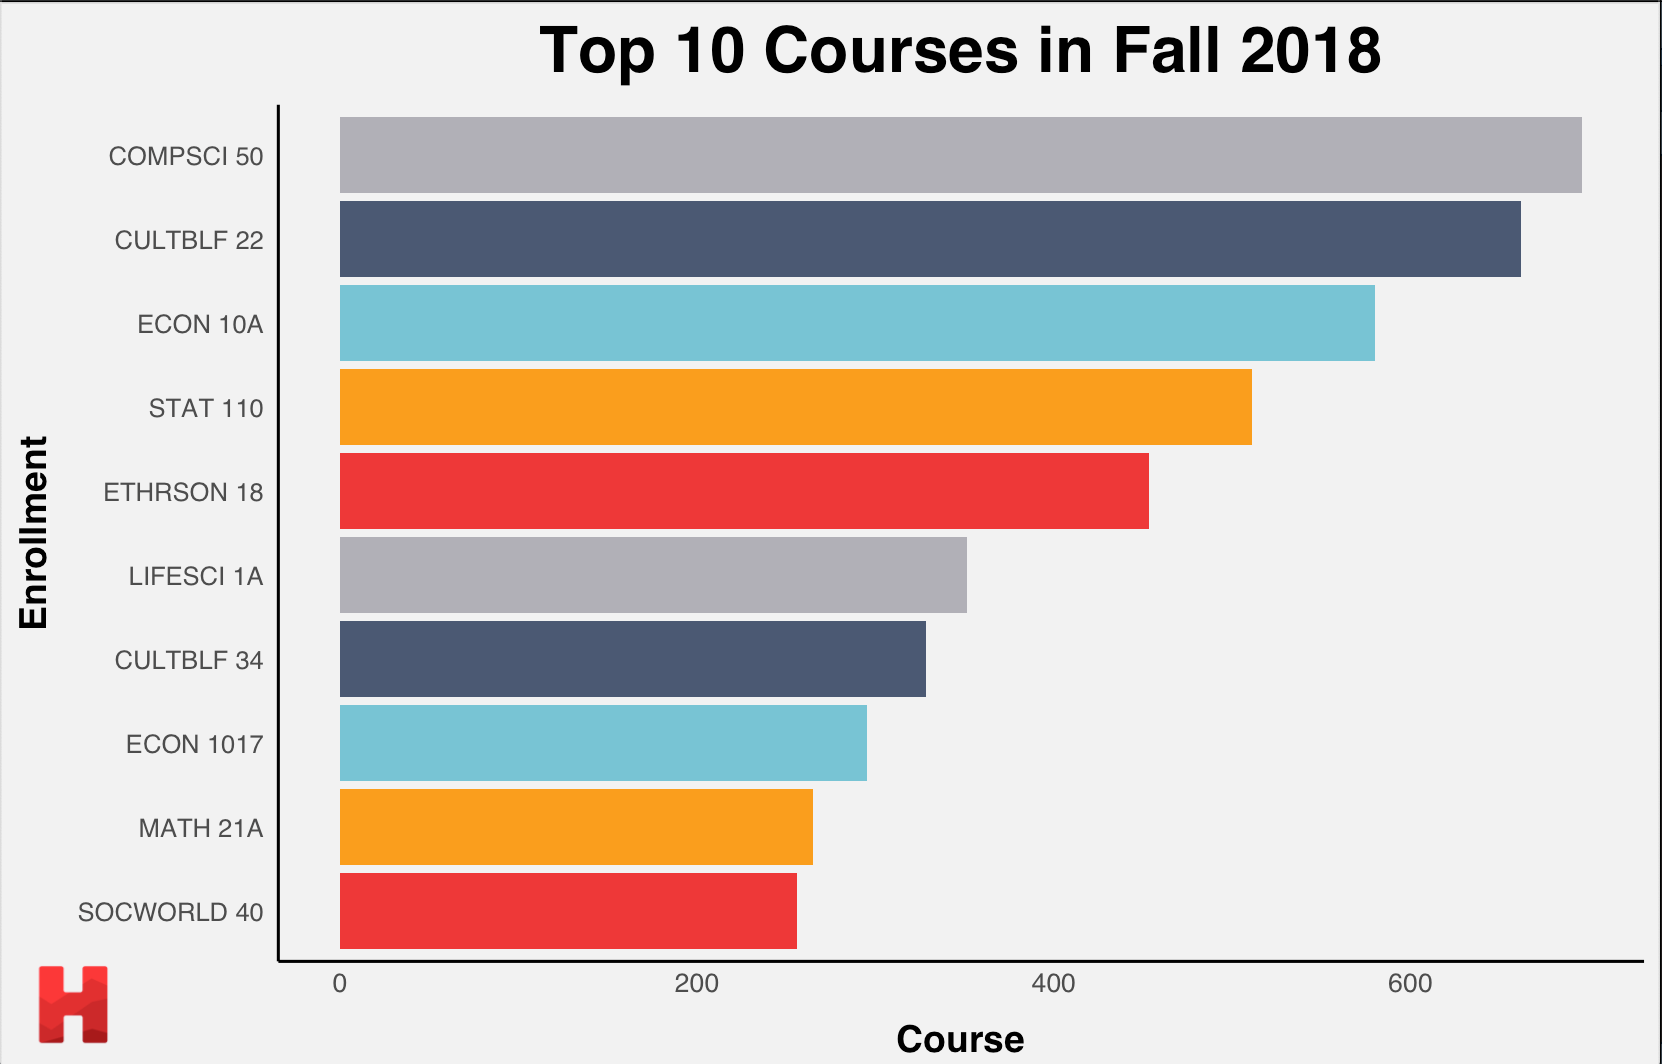 Top 10 Courses in Fall 2018
Enrollment
COMPSCI 50
CULTBLF 22
ECON 10A
STAT 110
ETHRSON 18
LIFESCI 1A
CULTBLF 34
ECON 1017
MATH 21A
SOCWORLD 40
0 200 400 600
Course
H